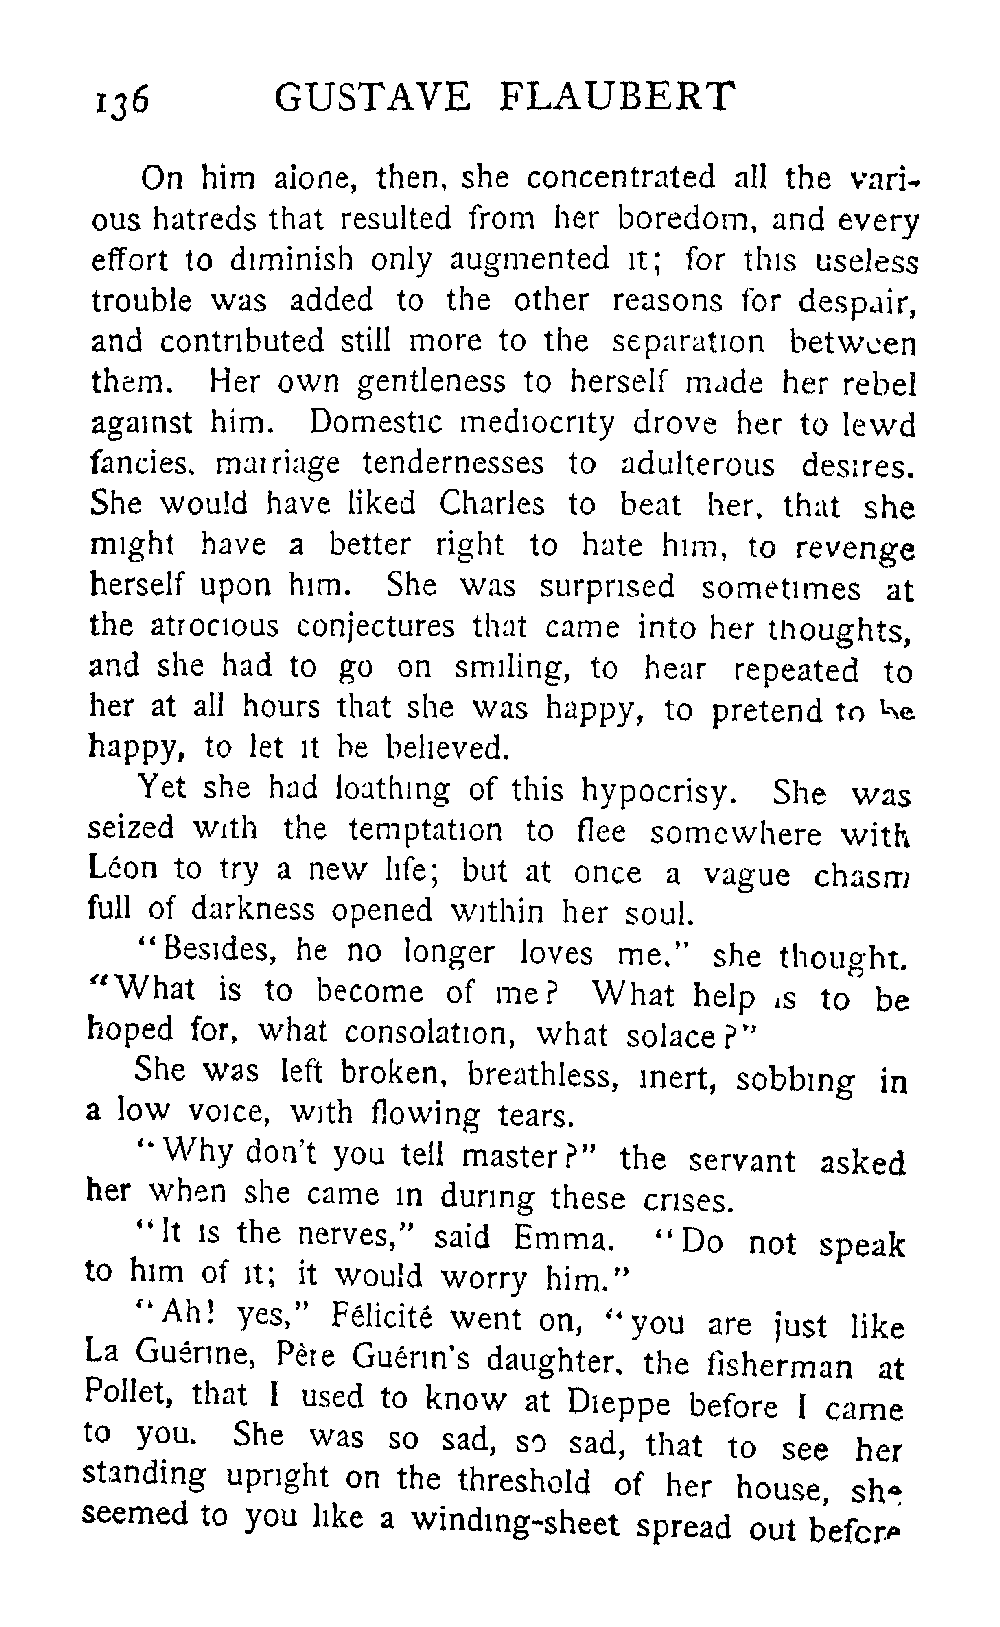 136 GUSTAVE FLAUBERT
On him alone, then, she concentrated all the vari-
ous hatreds that resulted from her boredom, and every
effort to diminish only augmented it; for this useless
trouble was added to the other reasons for despair,
and contributed still more to the separation between
them. Her own gentleness to herself made her rebel
against him. Domestic mediocrity drove her to lewd
fancies, marriage tendernesses to adulterous desires.
She would have liked Charles to beat her, that she
might have a better right to hate him, to revenge
herself upon him. She was surprised sometimes at
the atrocious conjectures that came into her thoughts,
and she had to go on smiling, to hear repeated to
her at all hours that she was happy, to pretend to be
happy, to let it be believed.
Yet she had loathing of this hypocrisy. She was
seized with the temptation to flee somewhere with
Léon to try a new life; but at once a vague chasm
full of darkness opened within her soul.
"Besides, he no longer loves me," she thought.
"What is to become of me? What help is to be
hoped for, what consolation, what solace?"
She was left broken, breathless, inert, sobbing in
a low voice, with flowing tears.
"Why don't you tell master?" the servant asked
her when she came in during these crises.
"It is the nerves," said Emma. "Do not speak
to him of it; it would worry him."
"Ah! yes," Félicité went on, "you are just like
La Guérine, Père Guérin's daughter, the fisherman at
Pollet, that I used to know at Dieppe before I came
to you. She was so sad, so sad, that to see her
standing upright on the threshold of her house, she
seemed to you like a winding-sheet spread out before